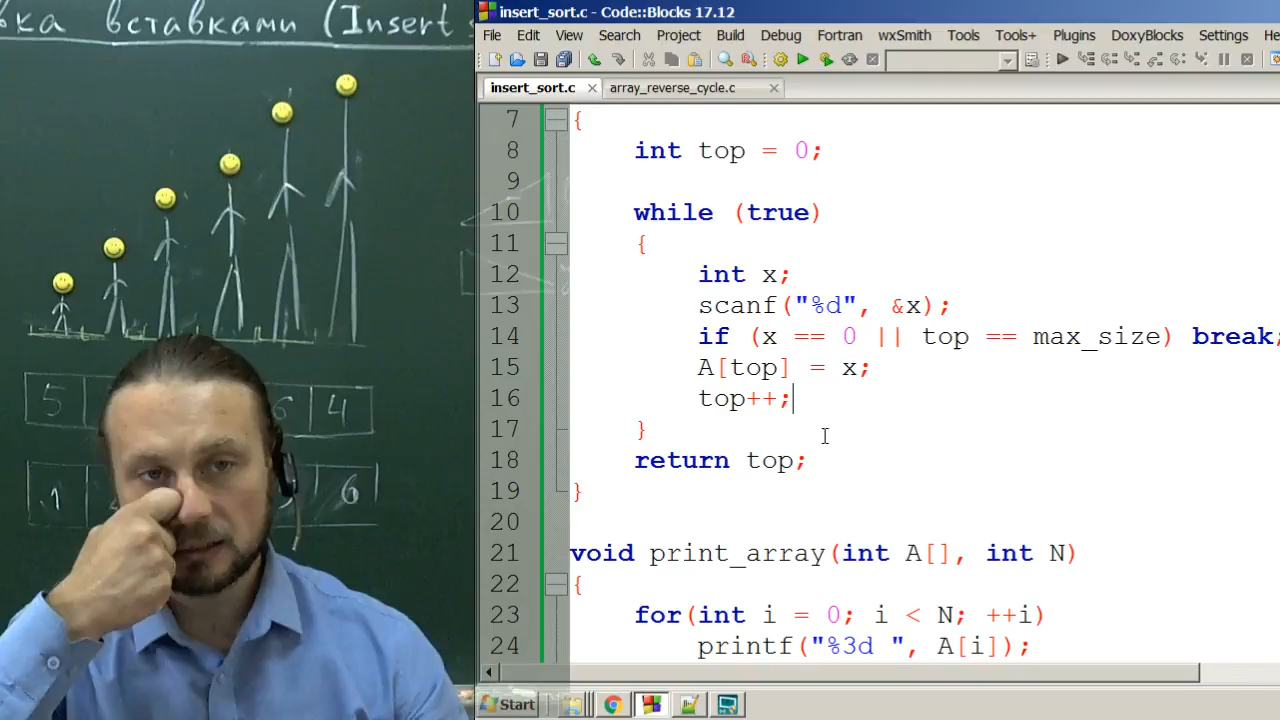 вка вставками (Insert
5 6 4
1 6
insert_sort.c - Code::Blocks 17.12
File Edit View Search Project Build Debug Fortran wxSmith Tools Tools+ Plugins DoxyBlocks Settings He
insert_sort.c array_reverse_cycle.c
7 {
8 int top = 0;
9
10 while (true)
11 {
12 int x;
13 scanf("%d", &x);
14 if (x == 0 || top == max_size) break;
15 A[top] = x;
16 top++;
17 }
18 return top;
19 }
20
21 void print_array(int A[], int N)
22 {
23 for(int i = 0; i < N; ++i)
24 printf("%3d ", A[i]);
Start